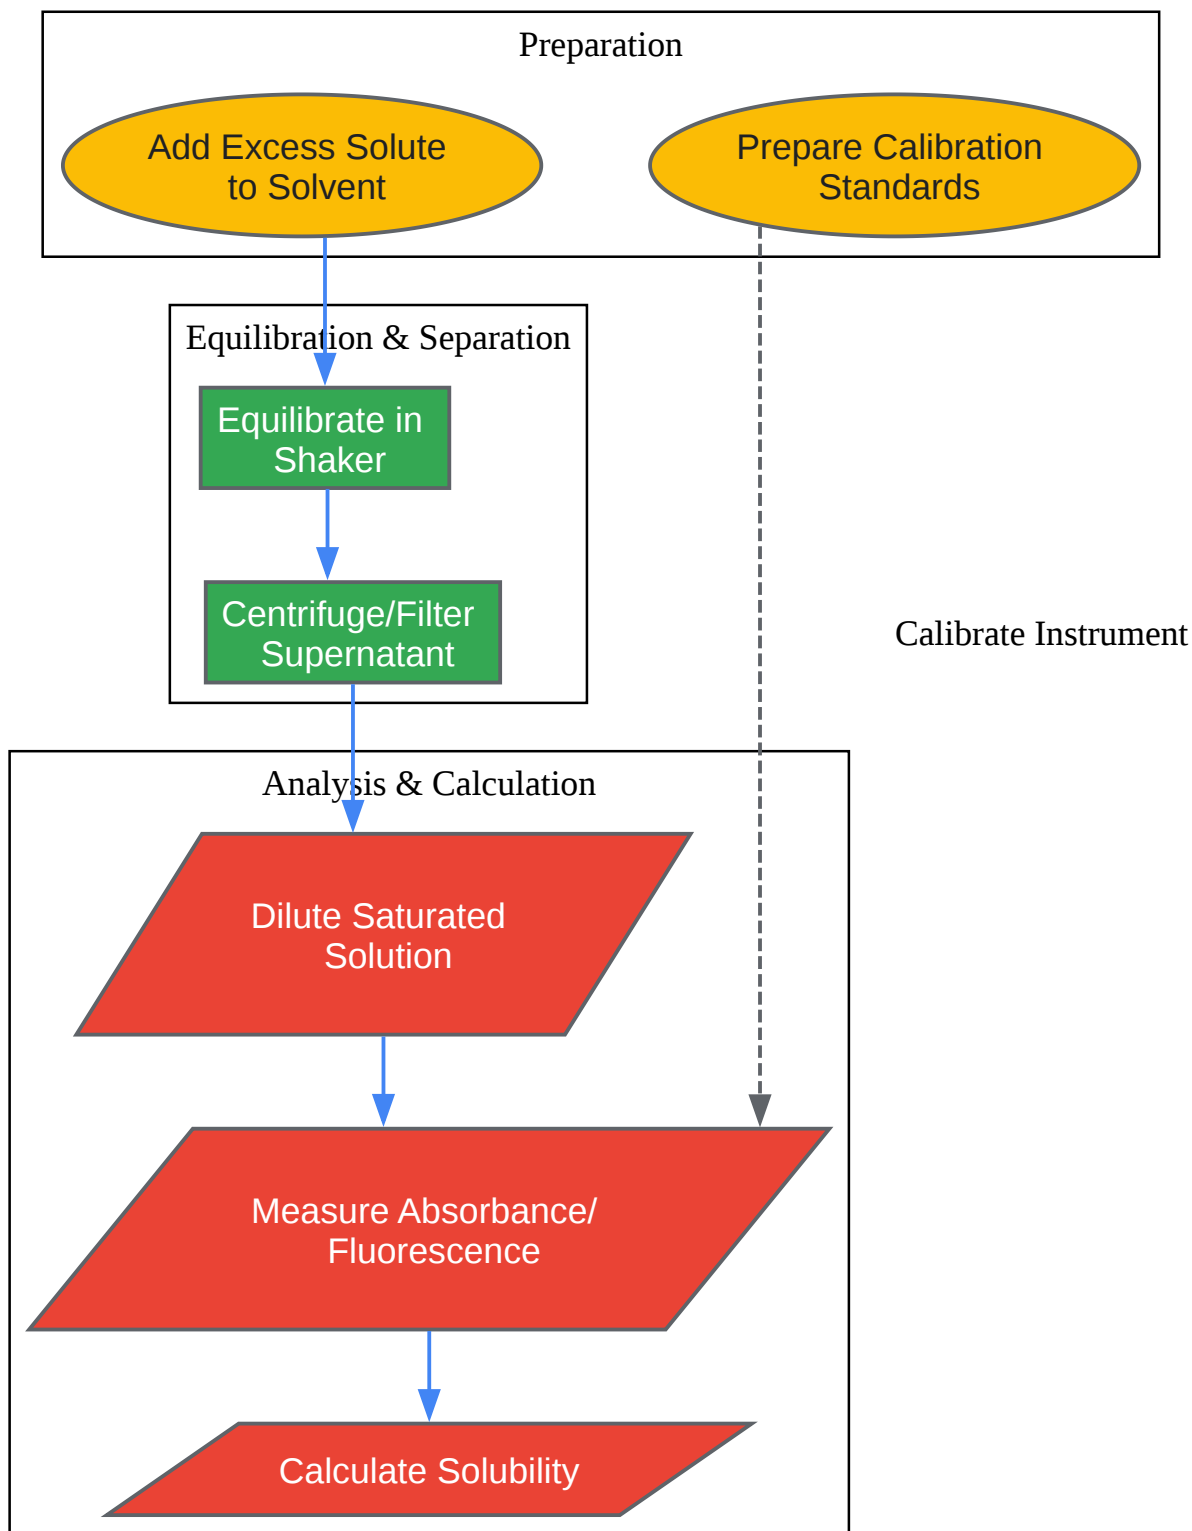 Preparation
Add Excess Solute
to Solvent
Prepare Calibration
Standards
Equilibration & Separation
Equilibrate in
Shaker
Centrifuge/Filter
Supernatant
Calibrate Instrument
Analysis & Calculation
Dilute Saturated
Solution
Measure Absorbance/
Fluorescence
Calculate Solubility